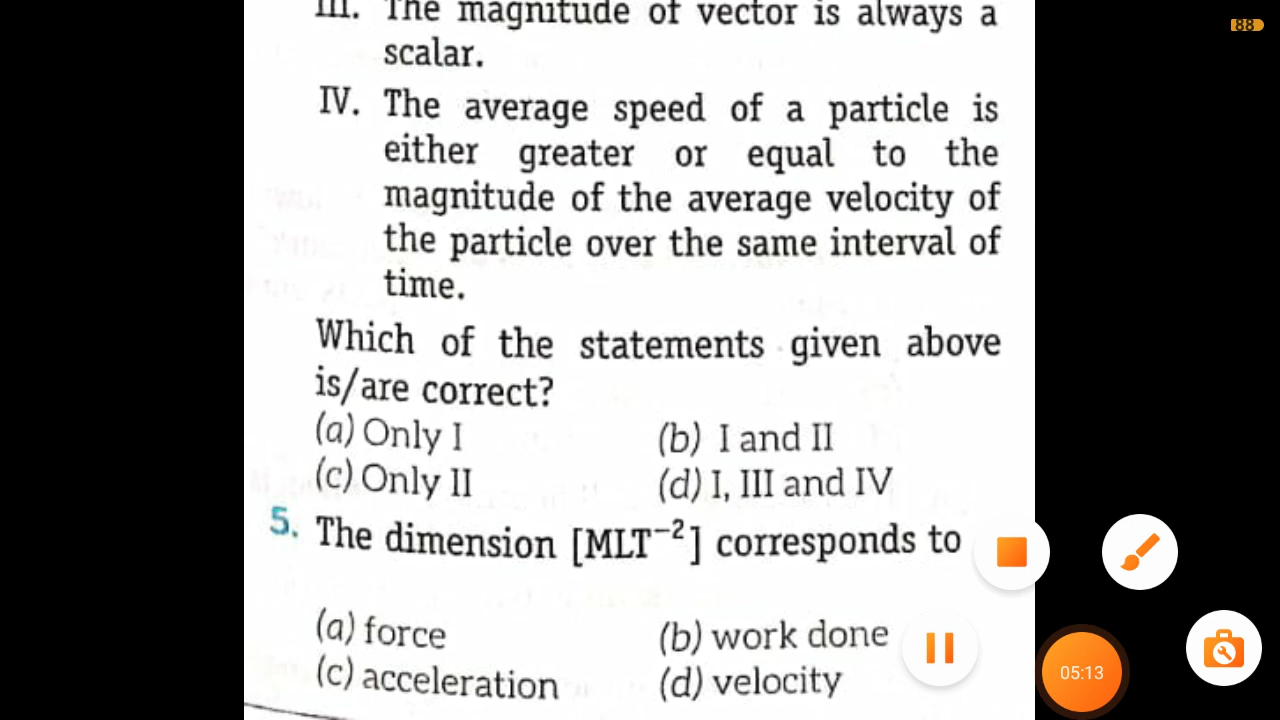 88
III. The magnitude of vector is always a
scalar.
IV. The average speed of a particle is
either greater or equal to the
magnitude of the average velocity of
the particle over the same interval of
time.
Which of the statements given above
is/are correct?
(a) Only I (b) I and II
(c) Only II (d) I, III and IV
5. The dimension [MLT⁻²] corresponds to
(a) force (b) work done
(c) acceleration (d) velocity
05:13